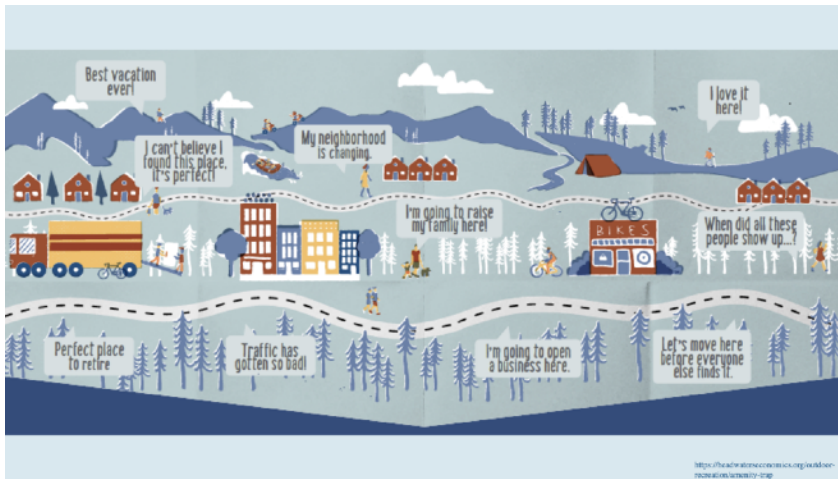 Best vacation
ever!
I love it
here!
I can't believe I
found this place,
it's perfect!
My neighborhood
is changing.
I'm going to raise
my family here!
BIKES
When did all these
people show up...?
Perfect place
to retire
Traffic has
gotten so bad!
I'm going to open
a business here.
Let's move here
before everyone
else finds it.
https://headwaterseconomics.org/outdoor-
recreation/amenity-trap